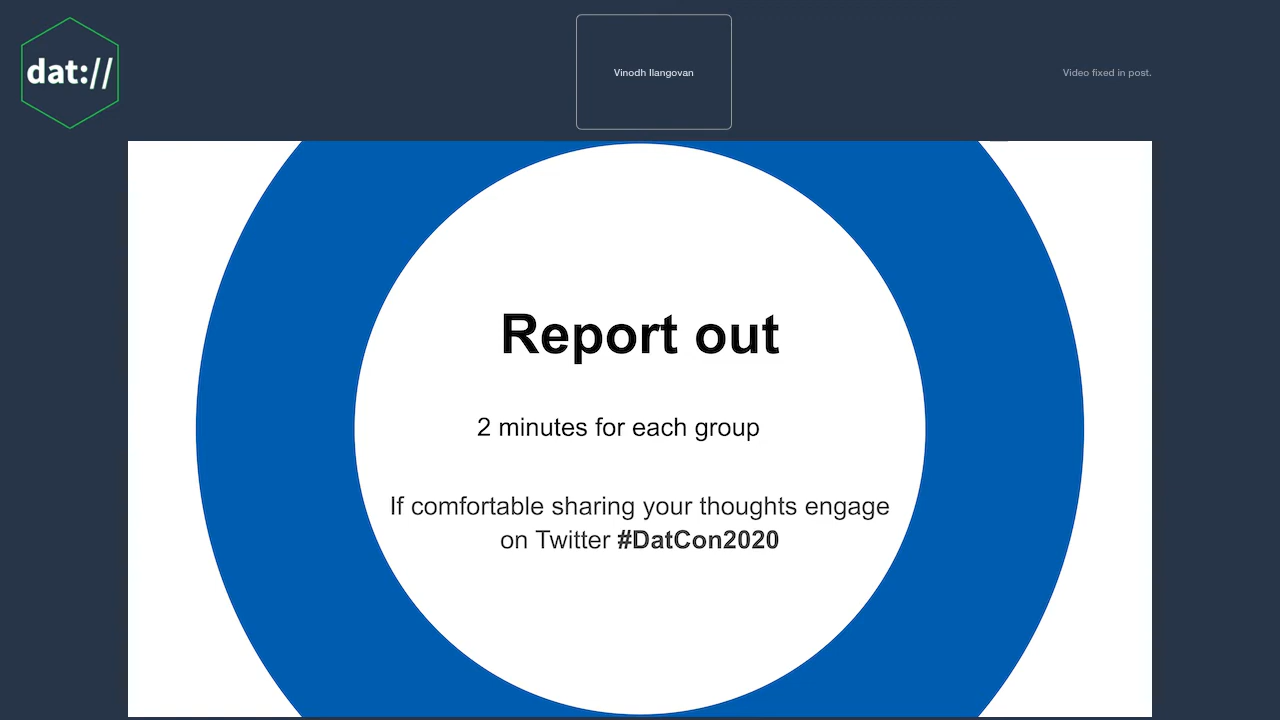 dat://
Vinodh Ilangovan
Video fixed in post.
Report out
2 minutes for each group
If comfortable sharing your thoughts engage
on Twitter #DatCon2020